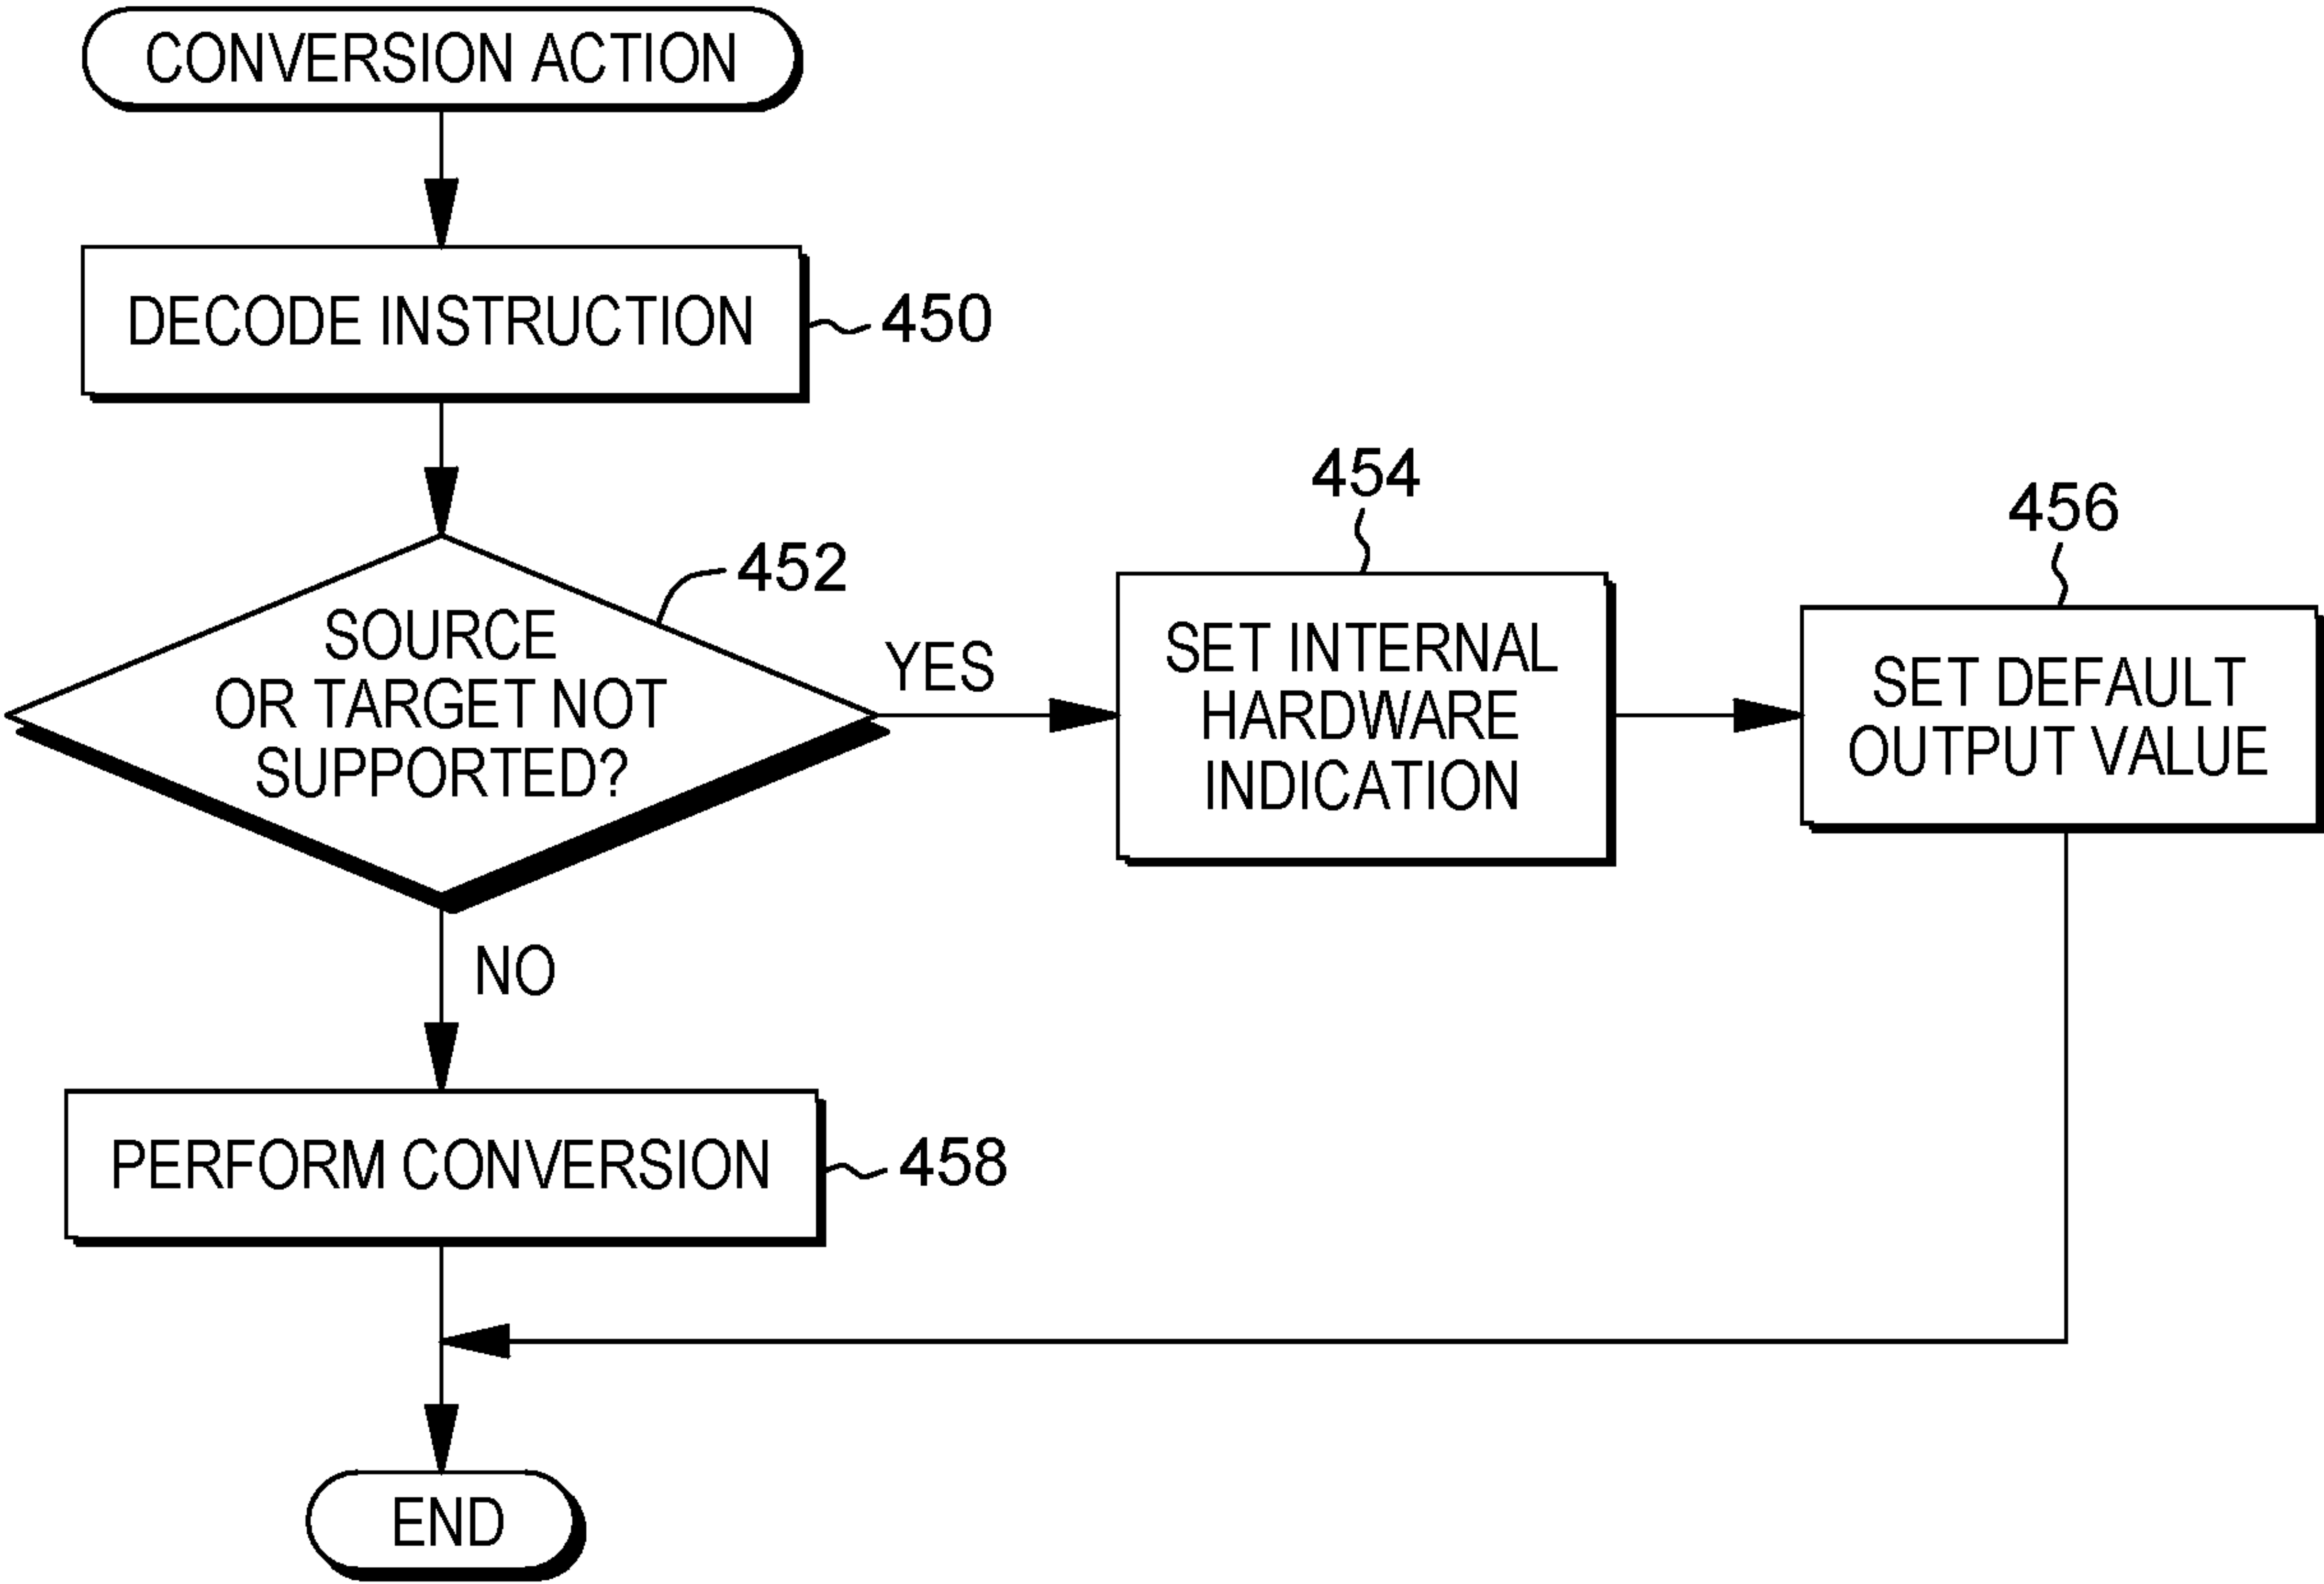 CONVERSION ACTION
DECODE INSTRUCTION
450
SOURCE
OR TARGET NOT
SUPPORTED?
452
YES
SET INTERNAL
HARDWARE
INDICATION
454
SET DEFAULT
OUTPUT VALUE
456
NO
PERFORM CONVERSION
458
END